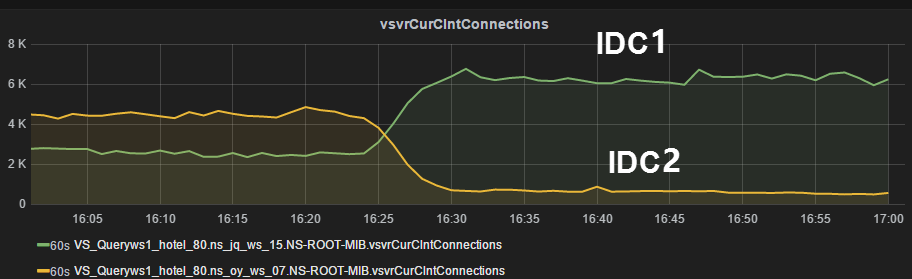 vsvrCurClntConnections
8 K
IDC1
6 K
4 K
IDC2
2 K
0
16:05 16:10 16:15 16:20 16:25 16:30 16:35 16:40 16:45 16:50 16:55 17:00
60s VS_Queryws1_hotel_80.ns_jq_ws_15.NS-ROOT-MIB.vsvrCurClntConnections
60s VS_Queryws1_hotel_80.ns_oy_ws_07.NS-ROOT-MIB.vsvrCurClntConnections